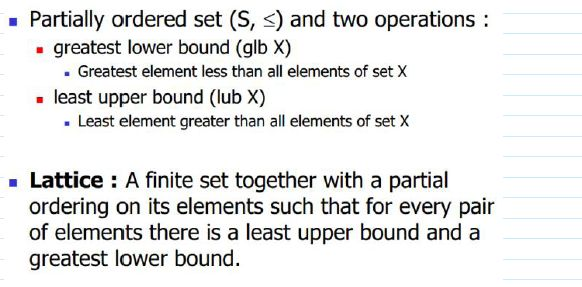 Partially ordered set (S, ≤) and two operations :
greatest lower bound (glb X)
Greatest element less than all elements of set X
least upper bound (lub X)
Least element greater than all elements of set X
Lattice : A finite set together with a partial
ordering on its elements such that for every pair
of elements there is a least upper bound and a
greatest lower bound.